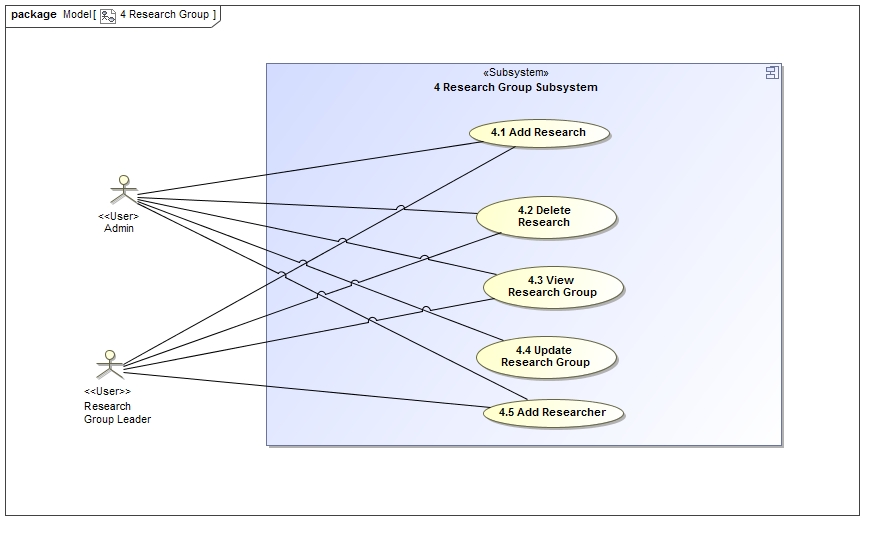 package Model[ 4 Research Group ]
«Subsystem»
4 Research Group Subsystem
4.1 Add Research
<<User>
Admin
4.2 Delete
Research
4.3 View
Research Group
4.4 Update
Research Group
<<User>>
Research
Group Leader
4.5 Add Researcher